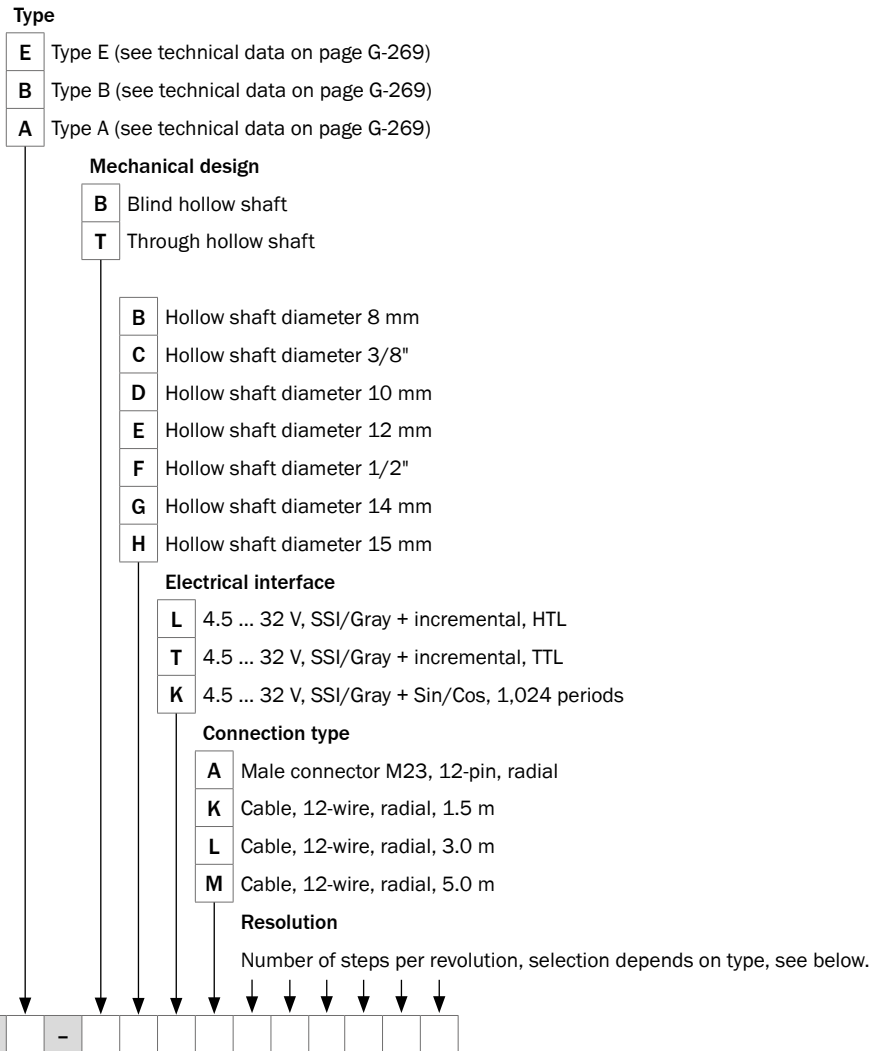 Type
E Type E (see technical data on page G-269)
B Type B (see technical data on page G-269)
A Type A (see technical data on page G-269)
Mechanical design
B Blind hollow shaft
T Through hollow shaft
B Hollow shaft diameter 8 mm
C Hollow shaft diameter 3/8"
D Hollow shaft diameter 10 mm
E Hollow shaft diameter 12 mm
F Hollow shaft diameter 1/2"
G Hollow shaft diameter 14 mm
H Hollow shaft diameter 15 mm
Electrical interface
L 4.5 ... 32 V, SSI/Gray + incremental, HTL
T 4.5 ... 32 V, SSI/Gray + incremental, TTL
K 4.5 ... 32 V, SSI/Gray + Sin/Cos, 1,024 periods
Connection type
A Male connector M23, 12-pin, radial
K Cable, 12-wire, radial, 1.5 m
L Cable, 12-wire, radial, 3.0 m
M Cable, 12-wire, radial, 5.0 m
Resolution
Number of steps per revolution, selection depends on type, see below.
–